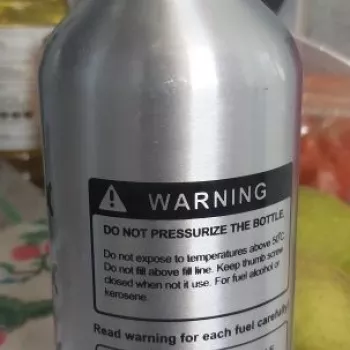 WARNING
DO NOT PRESSURIZE THE BOTTLE.
Do not expose to temperatures above 50°C.
Do not fill above fill line. Keep thumb screw
closed when not it use. For fuel alcohol or
kerosene.
Read warning for each fuel carefully!